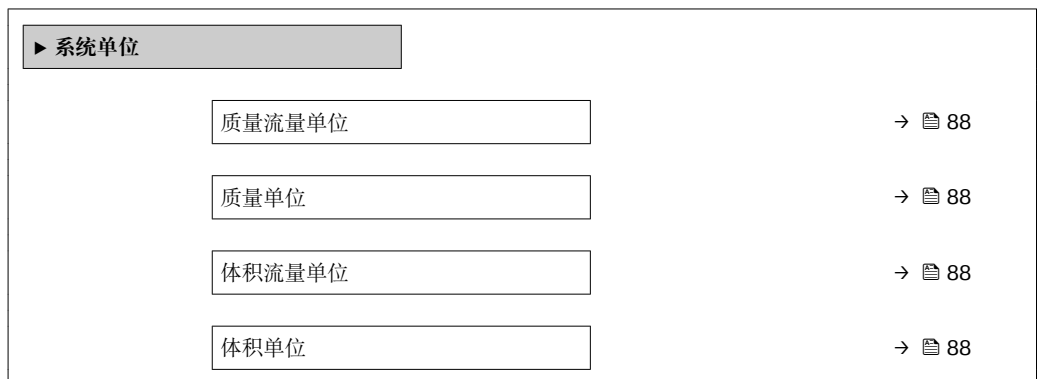 ▶ 系统单位
质量流量单位 → 🖹 88
质量单位 → 🖹 88
体积流量单位 → 🖹 88
体积单位 → 🖹 88